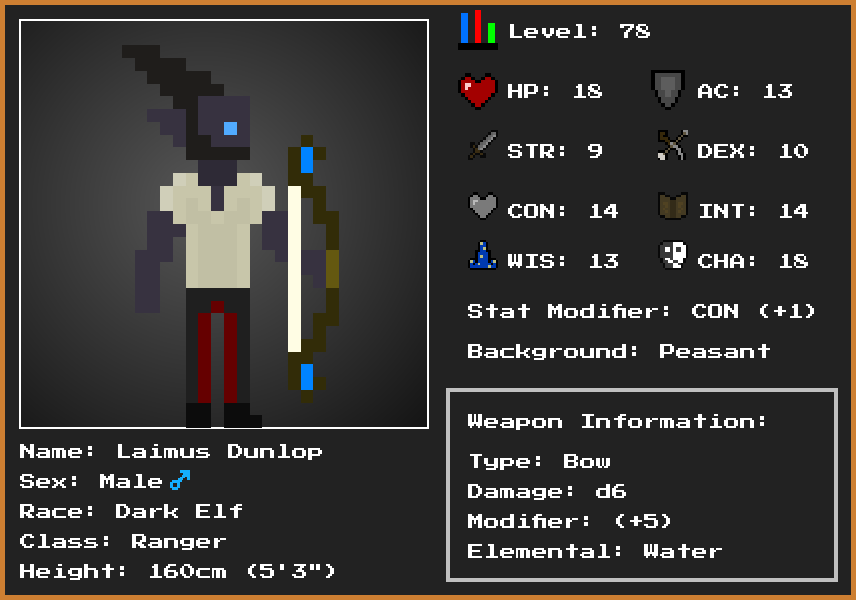 Level: 78
HP: 18 AC: 13
STR: 9 DEX: 10
CON: 14 INT: 14
WIS: 13 CHA: 18
Stat Modifier: CON (+1)
Background: Peasant
Weapon Information:
Type: Bow
Damage: d6
Modifier: (+5)
Elemental: Water
Name: Laimus Dunlop
Sex: Male ♂
Race: Dark Elf
Class: Ranger
Height: 160cm (5'3")